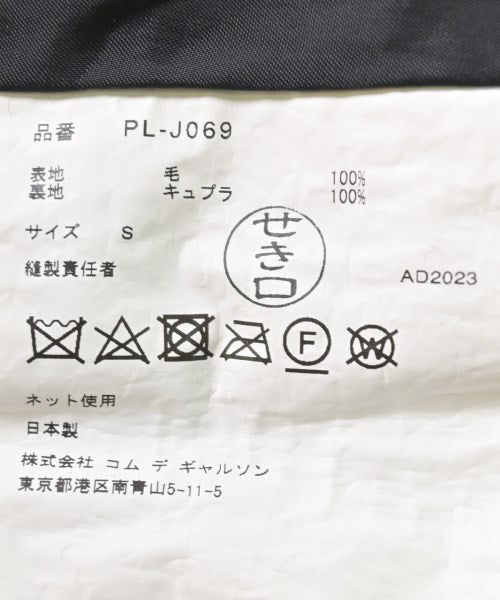 品番 PL-J069
表地 毛 100%
裏地 キュプラ 100%
サイズ S
せき口
縫製責任者
AD2023
F
W
ネット使用
日本製
株式会社 コム デ ギャルソン
東京都港区南青山5-11-5